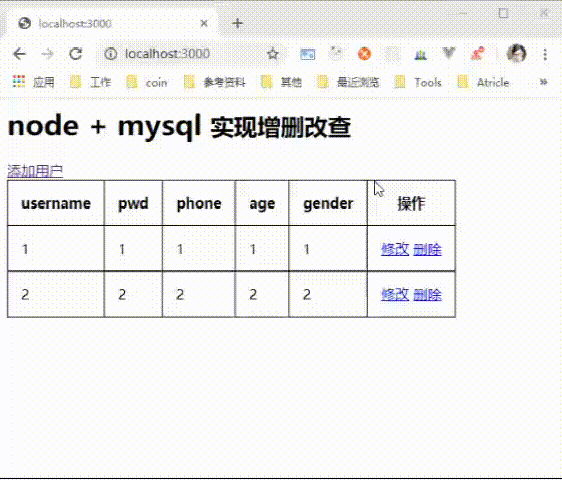 localhost:3000
localhost:3000
应用 工作 coin 参考资料 其他 最近浏览 Tools Atricle »
node + mysql 实现增删改查
添加用户
username pwd phone age gender 操作
1 1 1 1 1 修改 删除
2 2 2 2 2 修改 删除